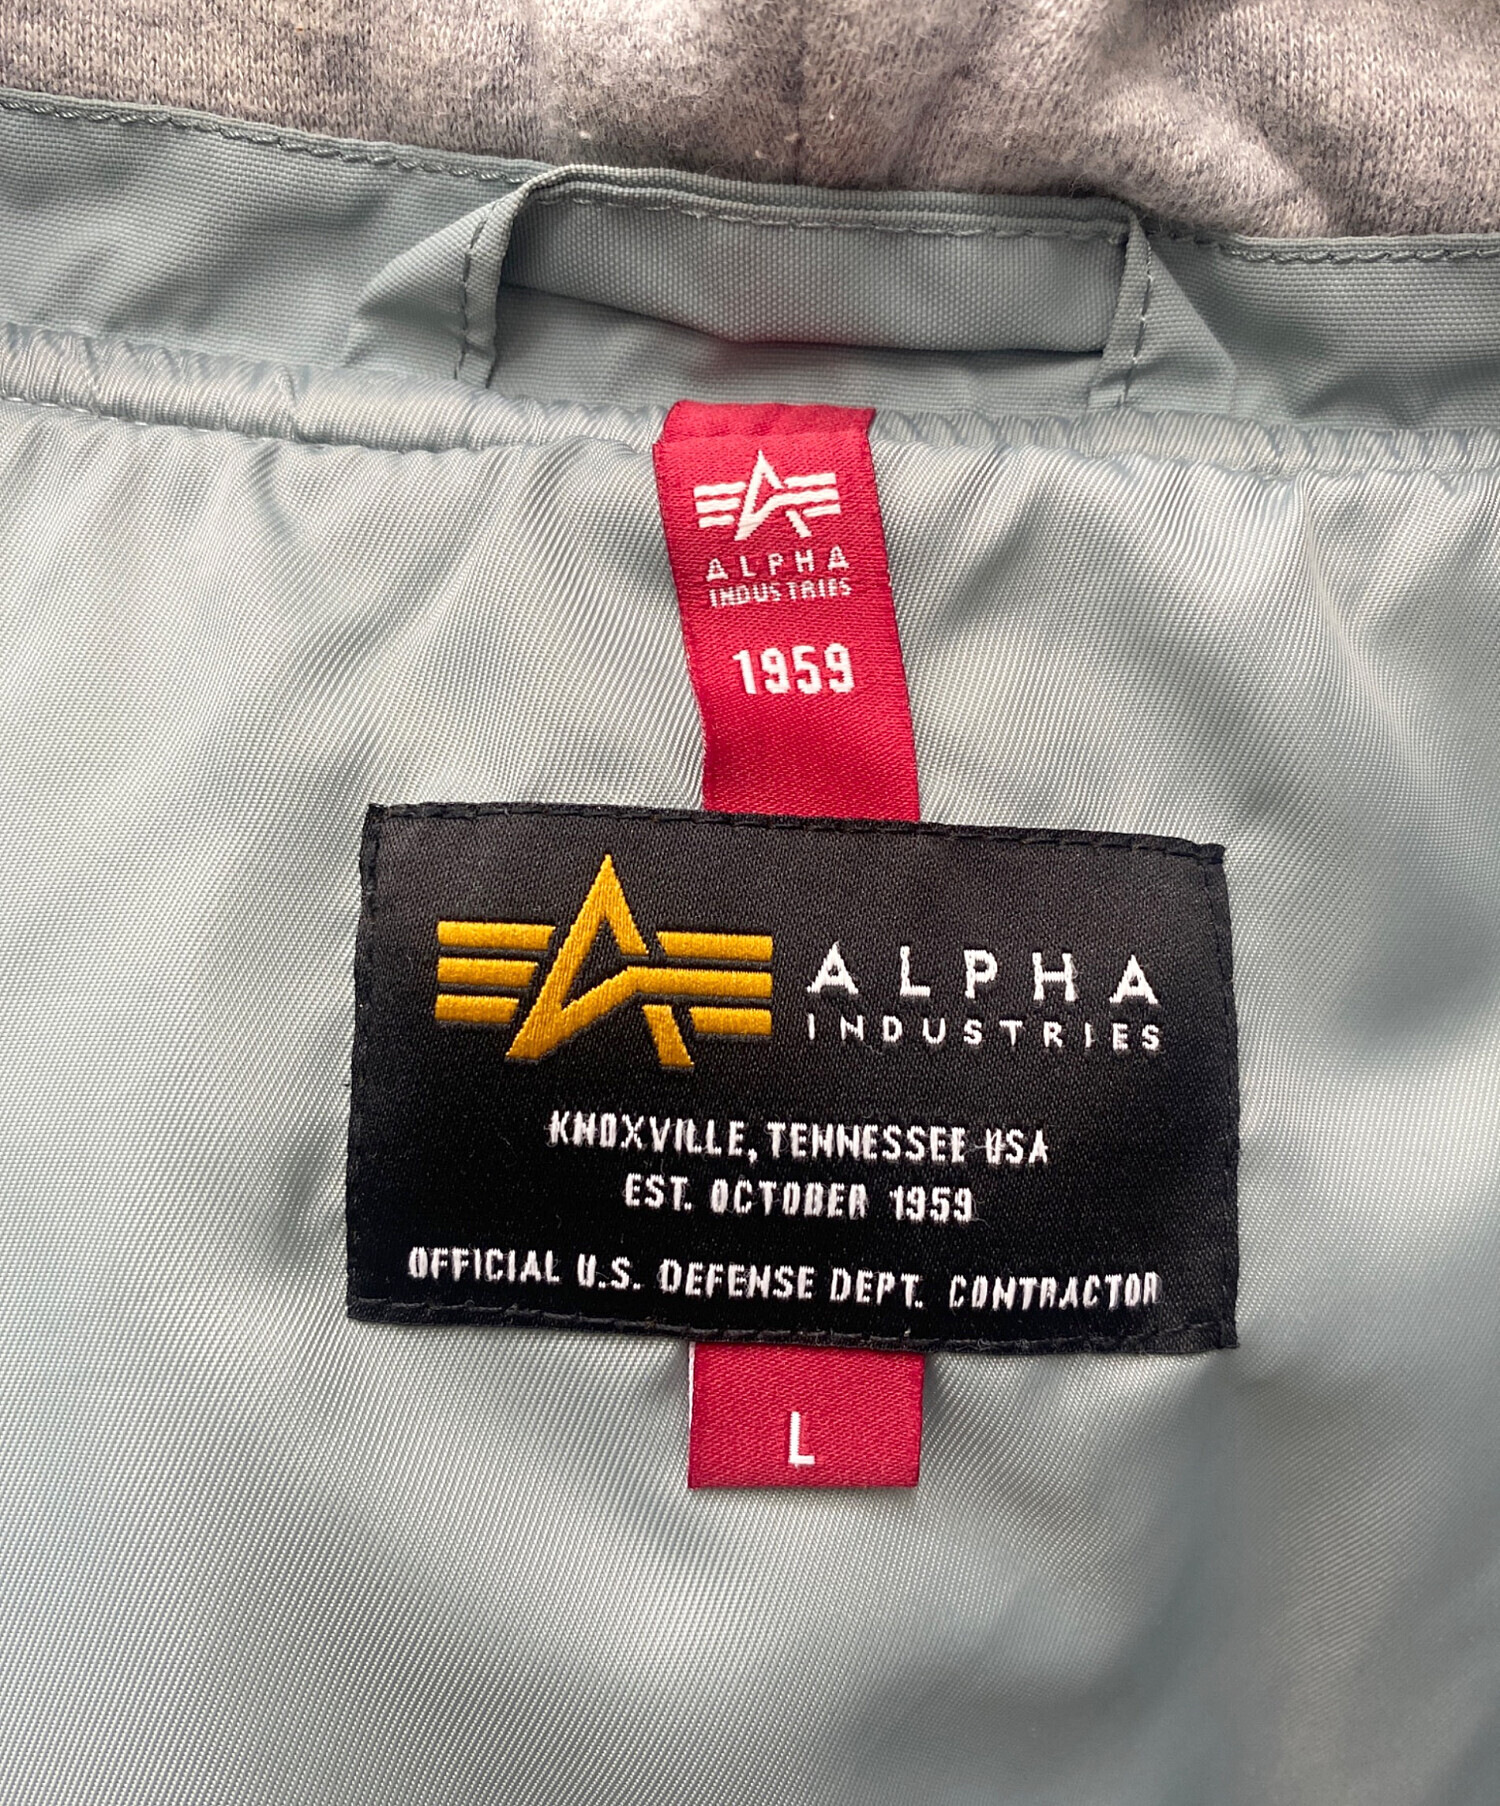 ALPHA
INDUSTRIES
1959
ALPHA
INDUSTRIES
KNOXVILLE, TENNESSEE USA
EST. OCTOBER 1959
OFFICIAL U.S. DEFENSE DEPT. CONTRACTOR
L